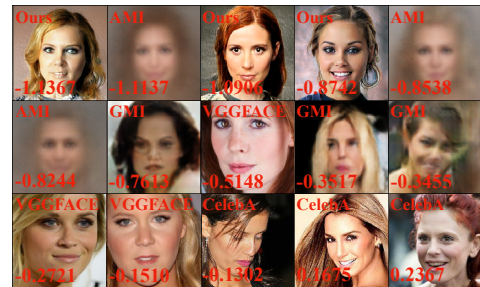 Ours
AMI
Ours
Ours
AMI
-1.1367
-1.1137
-1.0906
-0.8742
-0.8538
AMI
GMI
VGGFACE
GMI
GMI
-0.8244
-0.7613
-0.5148
-0.3517
-0.3455
VGGFACE
VGGFACE
CelebA
CelebA
CelebA
-0.2721
-0.1510
-0.1302
0.1675
0.2367